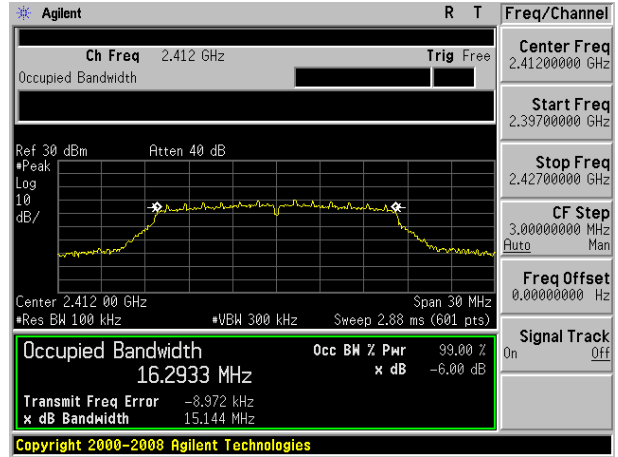 Agilent R T
Freq/Channel
Ch Freq 2.412 GHz Trig Free
Occupied Bandwidth
Center Freq
2.41200000 GHz
Start Freq
2.39700000 GHz
Stop Freq
2.42700000 GHz
CF Step
3.00000000 MHz
Auto Man
Freq Offset
0.00000000 Hz
Signal Track
On Off
Ref 30 dBm Atten 40 dB
#Peak
Log
10
dB/
Center 2.412 00 GHz Span 30 MHz
#Res BW 100 kHz #VBW 300 kHz Sweep 2.88 ms (601 pts)
Occupied Bandwidth Occ BW % Pwr 99.00 %
16.2933 MHz x dB -6.00 dB
Transmit Freq Error -8.972 kHz
x dB Bandwidth 15.144 MHz
Copyright 2000-2008 Agilent Technologies